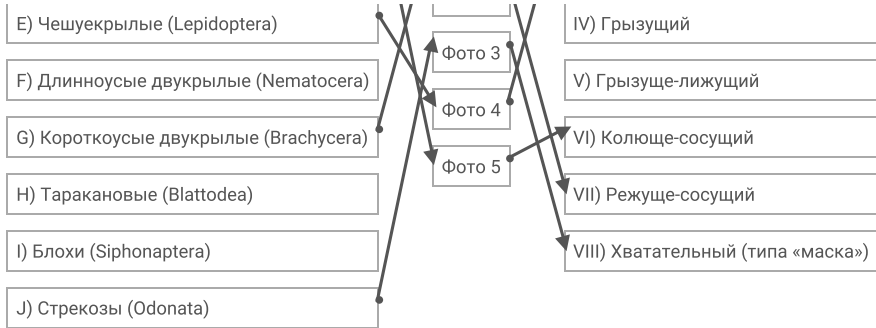 E) Чешуекрылые (Lepidoptera)
F) Длинноусые двукрылые (Nematocera)
G) Короткоусые двукрылые (Brachycera)
H) Таракановые (Blattodea)
I) Блохи (Siphonaptera)
J) Стрекозы (Odonata)
Фото 3
Фото 4
Фото 5
IV) Грызущий
V) Грызуще-лижущий
VI) Колюще-сосущий
VII) Режуще-сосущий
VIII) Хватательный (типа «маска»)